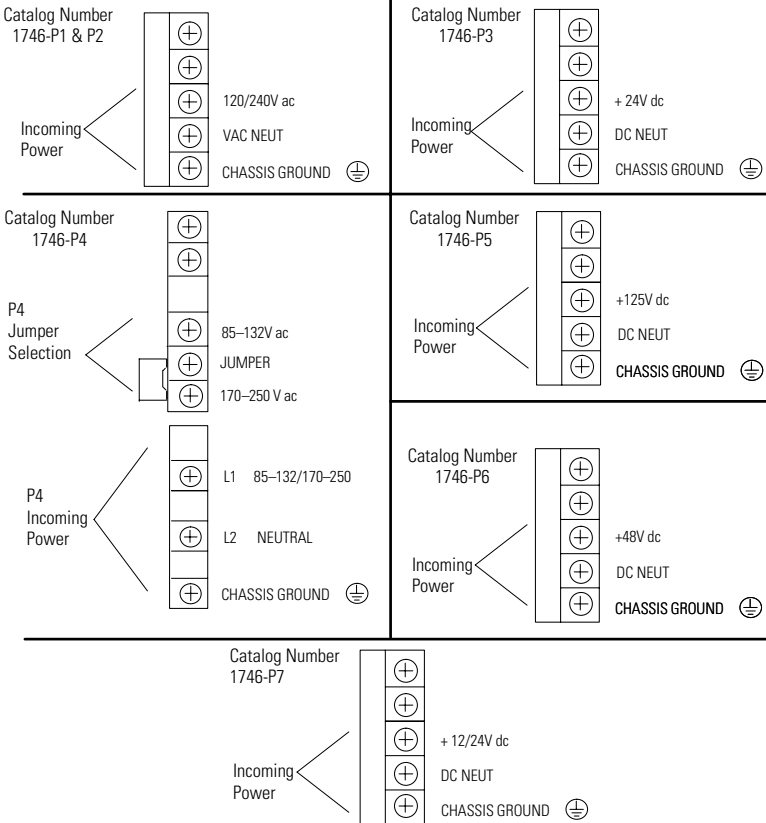 Catalog Number
1746-P1 & P2
Incoming
Power
120/240V ac
VAC NEUT
CHASSIS GROUND
Catalog Number
1746-P3
Incoming
Power
+ 24V dc
DC NEUT
CHASSIS GROUND
Catalog Number
1746-P4
P4
Jumper
Selection
85–132V ac
JUMPER
170–250 V ac
P4
Incoming
Power
L1 85–132/170–250
L2 NEUTRAL
CHASSIS GROUND
Catalog Number
1746-P5
Incoming
Power
+125V dc
DC NEUT
CHASSIS GROUND
Catalog Number
1746-P6
Incoming
Power
+48V dc
DC NEUT
CHASSIS GROUND
Catalog Number
1746-P7
Incoming
Power
+ 12/24V dc
DC NEUT
CHASSIS GROUND